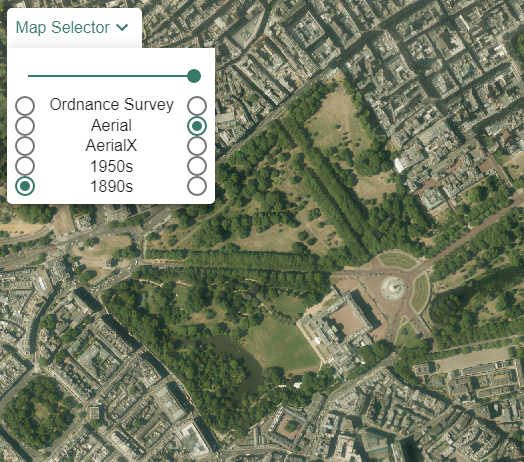 Map Selector
Ordnance Survey
Aerial
AerialX
1950s
1890s